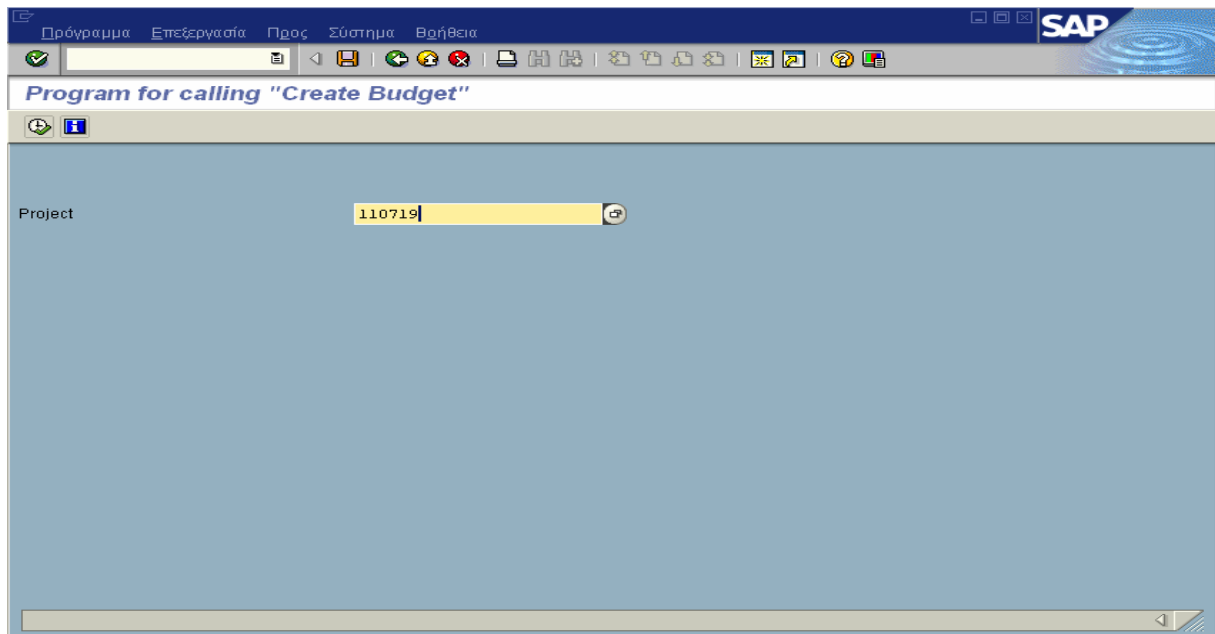 Πρόγραμμα Επεξεργασία Προς Σύστημα Βοήθεια
SAP
Program for calling "Create Budget"
Project 110719